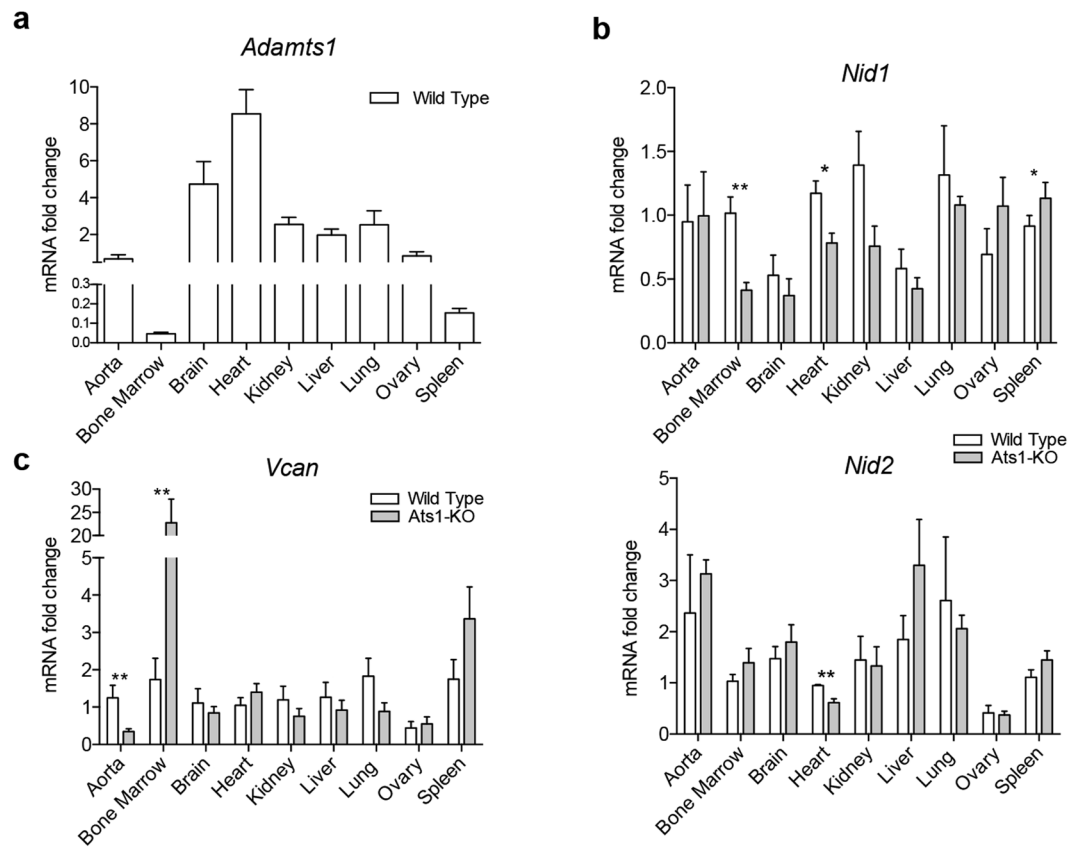 a
Adamts1
mRNA fold change
10
8
6
4
2
0.3
0.2
0.1
0.0
Wild Type
Aorta
Bone Marrow
Brain
Heart
Kidney
Liver
Lung
Ovary
Spleen
b
Nid1
mRNA fold change
2.0
1.5
1.0
0.5
0.0
**
*
*
Aorta
Bone Marrow
Brain
Heart
Kidney
Liver
Lung
Ovary
Spleen
Wild Type
Ats1-KO
c
Vcan
mRNA fold change
30
25
20
5
4
3
2
1
0
**
**
Wild Type
Ats1-KO
Aorta
Bone Marrow
Brain
Heart
Kidney
Liver
Lung
Ovary
Spleen
Nid2
mRNA fold change
5
4
3
2
1
0
**
Aorta
Bone Marrow
Brain
Heart
Kidney
Liver
Lung
Ovary
Spleen